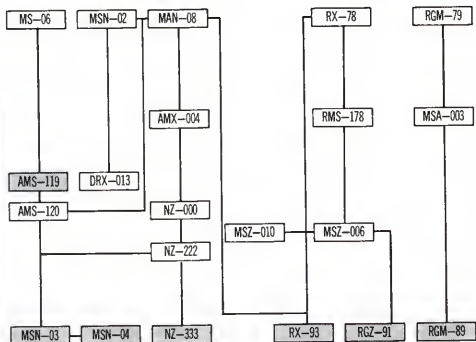 MS-06 MSN-02 MAN-08 RX-78 RGM-79
AMX-004 RMS-178 MSA-003
AMS-119 DRX-013
AMS-120 NZ-000
MSZ-010 MSZ-006
NZ-222
MSN-03 MSN-04 NZ-333 RX-93 RGZ-91 RGM-89